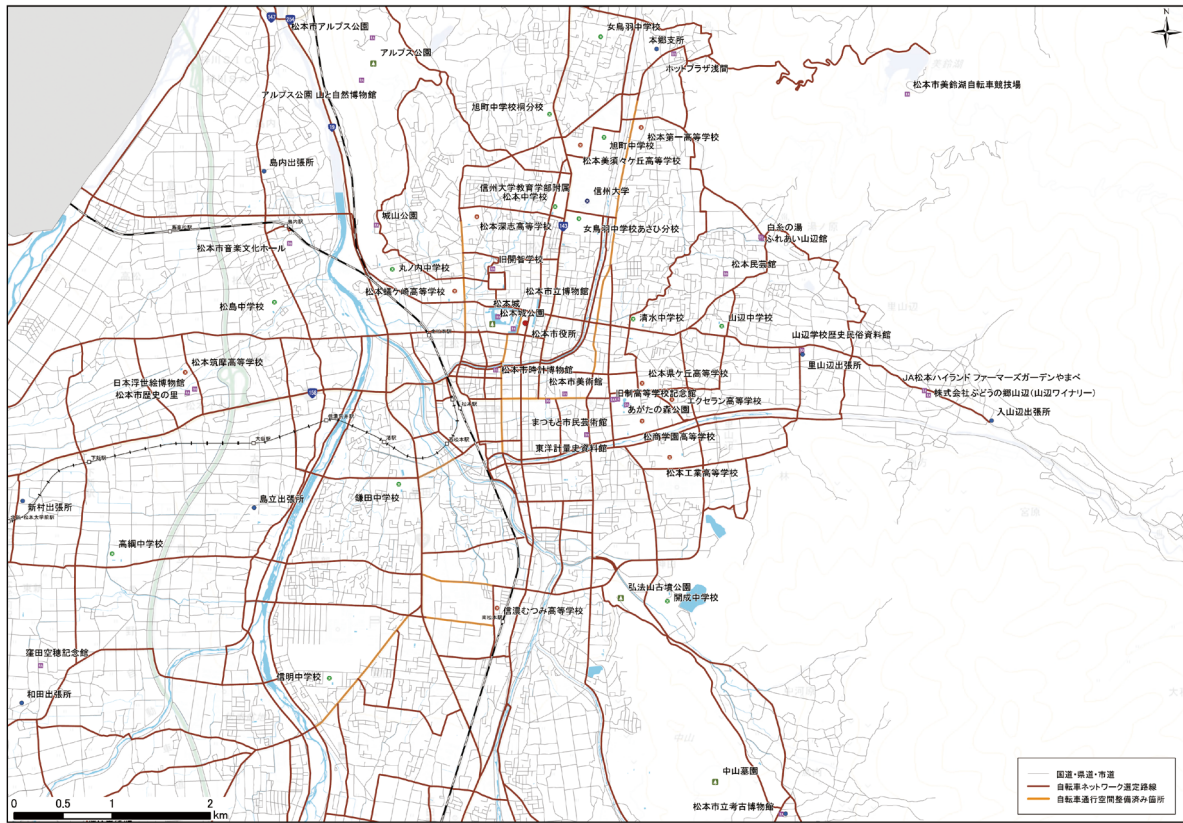 147
254
N
松本市アルプス公園
女鳥羽中学校
本郷支所
アルプス公園
ホットプラザ浅間
美鈴湖
アルプス公園 山と自然博物館
松本市美鈴湖自転車競技場
旭町中学校桐分校
松本第一高等学校
旭町中学校
島内出張所
松本美須々ケ丘高等学校
信州大学教育学部附属
松本中学校
信州大学
城山公園
松本深志高等学校
143
女鳥羽中学校あさひ分校
白糸の湯
ふれあい山辺館
松本市音楽文化ホール
旧開智学校
丸ノ内中学校
松本民芸館
松本蟻ケ崎高等学校
松本市立博物館
松島中学校
松本城
松本城公園
清水中学校
山辺中学校
松本市役所
山辺学校歴史民俗資料館
松本筑摩高等学校
松本市時計博物館
里山辺出張所
松本県ケ丘高等学校
JA松本ハイランド ファーマーズガーデンやまべ
日本浮世絵博物館
松本市美術館
松本市歴史の里
158
旧制高等学校記念館
エクセラン高等学校
株式会社ぶどうの郷山辺(山辺ワイナリー)
あがたの森公園
まつもと市民芸術館
入山辺出張所
松商学園高等学校
東洋計量史資料館
松本工業高等学校
鎌田中学校
新村出張所
島立出張所
高綱中学校
弘法山古墳公園
開成中学校
信濃むつみ高等学校
窪田空穂記念館
信明中学校
和田出張所
中山
中山墓園
松本市立考古博物館
国道・県道・市道
自転車ネットワーク選定路線
自転車通行空間整備済み箇所
0 0.5 1 2
km